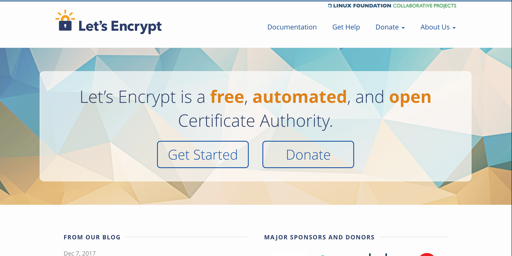 LINUX FOUNDATION COLLABORATIVE PROJECTS
Let's Encrypt
Documentation Get Help Donate About Us
Let's Encrypt is a free, automated, and open
Certificate Authority.
Get Started Donate
FROM OUR BLOG MAJOR SPONSORS AND DONORS
Dec 7, 2017